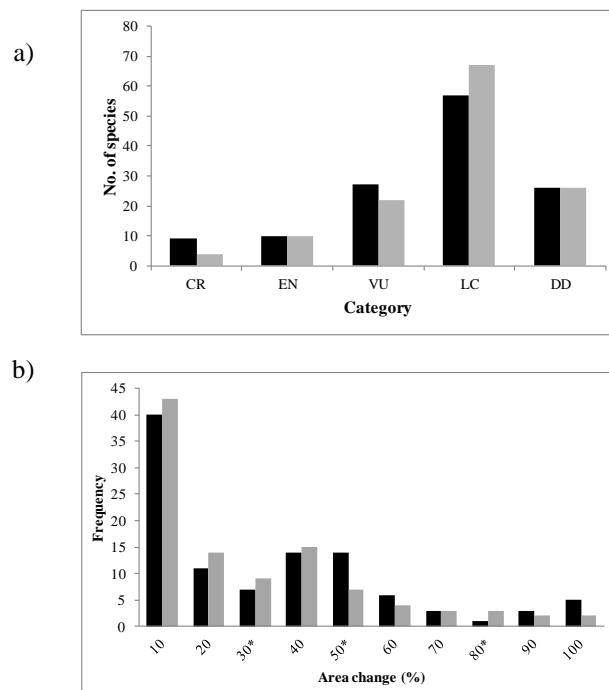 a)
80
70
60
50
40
30
20
10
0
No. of species
CR EN VU LC DD
Category
b)
45
40
35
30
25
20
15
10
5
0
Frequency
10 20 30* 40 50* 60 70 80* 90 100
Area change (%)